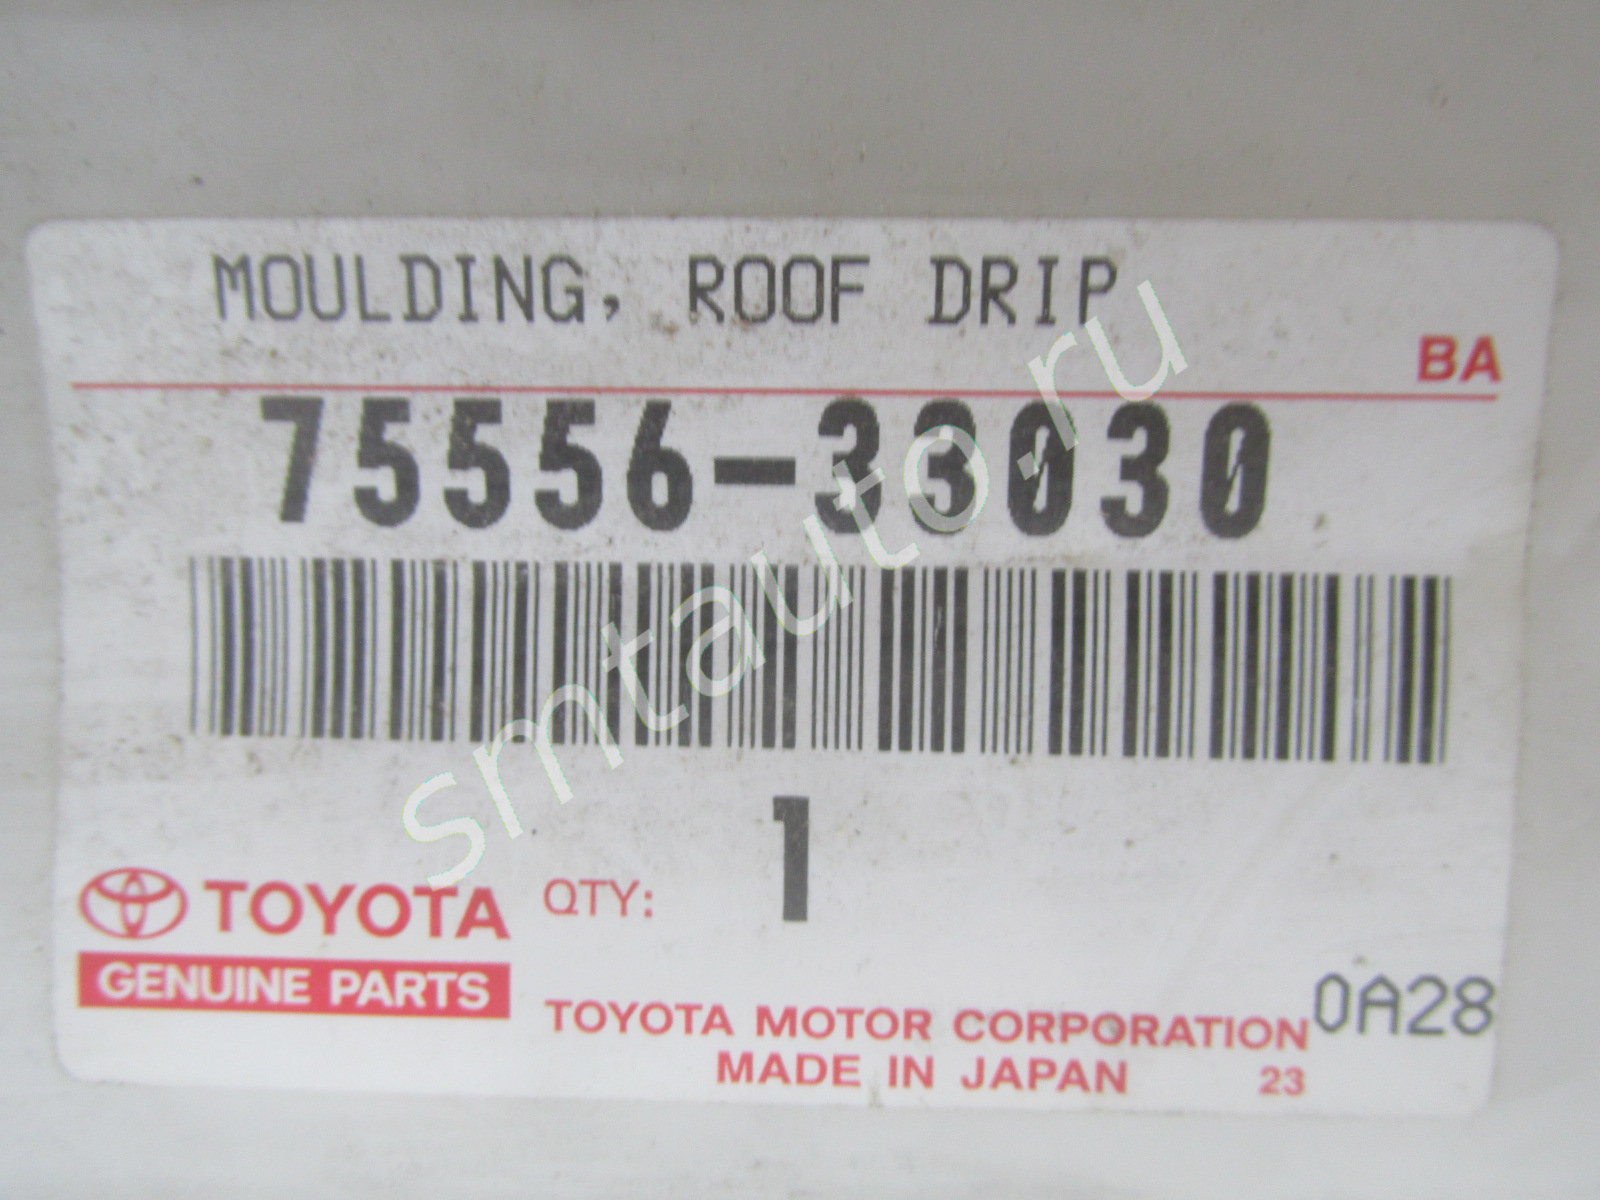 MOULDING, ROOF DRIP
BA
75556-33030
1
TOYOTA QTY:
GENUINE PARTS
TOYOTA MOTOR CORPORATION 0A28
MADE IN JAPAN 23
smtauto.ru